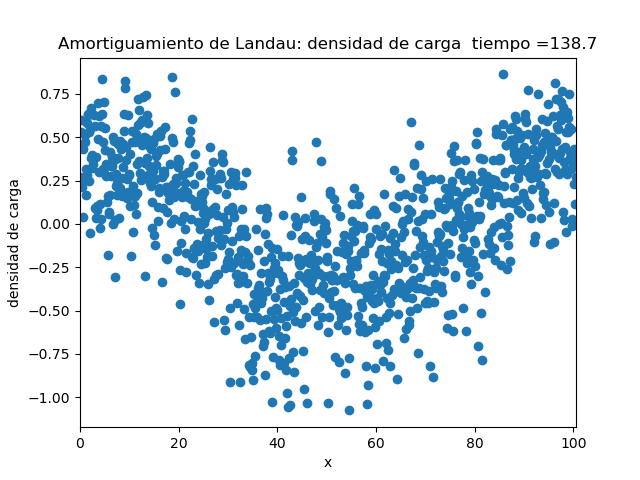 Amortiguamiento de Landau: densidad de carga  tiempo =138.7
0.75
0.50
0.25
0.00
−0.25
−0.50
−0.75
−1.00
densidad de carga
0 20 40 60 80 100
x